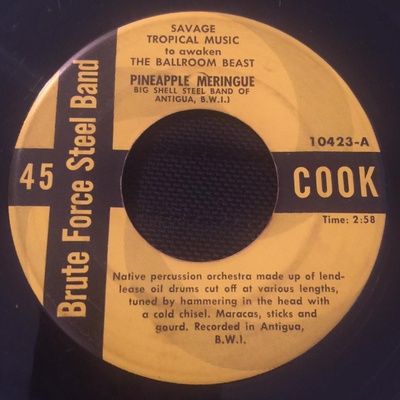 SAVAGE
TROPICAL MUSIC
to awaken
THE BALLROOM BEAST
PINEAPPLE MERINGUE
BIG SHELL STEEL BAND OF
ANTIGUA, B.W.I.)
10423-A
45
COOK
Time: 2:58
Brute Force Steel Band
Native percussion orchestra made up of lend-
lease oil drums cut off at various lengths,
tuned by hammering in the head with
a cold chisel. Maracas, sticks and
gourd. Recorded in Antigua,
B.W.I.